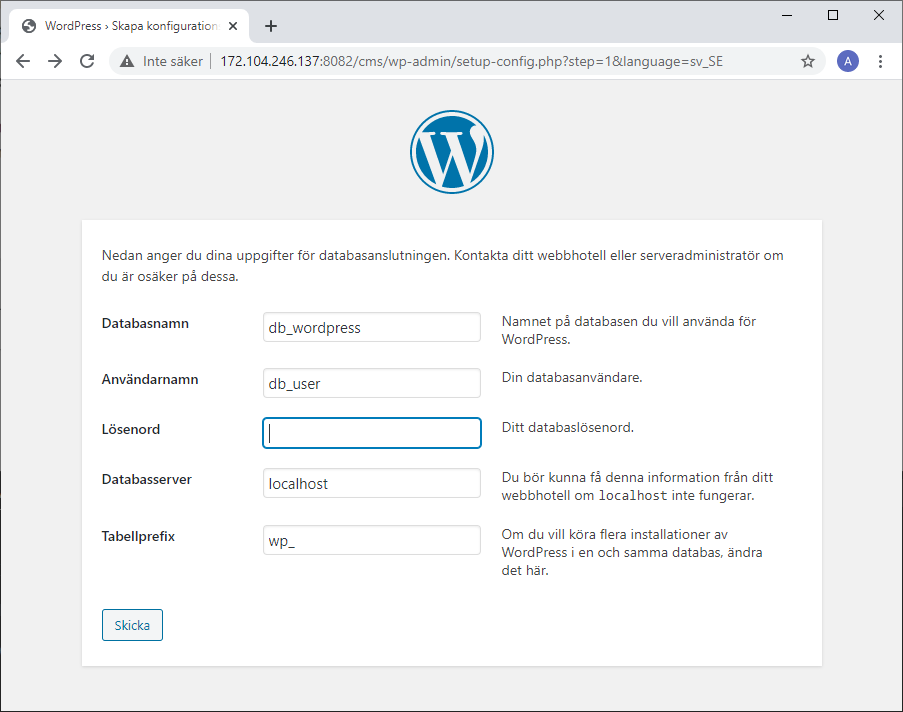 WordPress › Skapa konfiguration
Inte säker
172.104.246.137:8082/cms/wp-admin/setup-config.php?step=1&language=sv_SE
A
W
Nedan anger du dina uppgifter för databasanslutningen. Kontakta ditt webbhotell eller serveradministratör om
du är osäker på dessa.
Databasnamn
db_wordpress
Namnet på databasen du vill använda för
WordPress.
Användarnamn
db_user
Din databasanvändare.
Lösenord
Ditt databaslösenord.
Databasserver
localhost
Du bör kunna få denna information från ditt
webbhotell om localhost inte fungerar.
Tabellprefix
wp_
Om du vill köra flera installationer av
WordPress i en och samma databas, ändra
det här.
Skicka